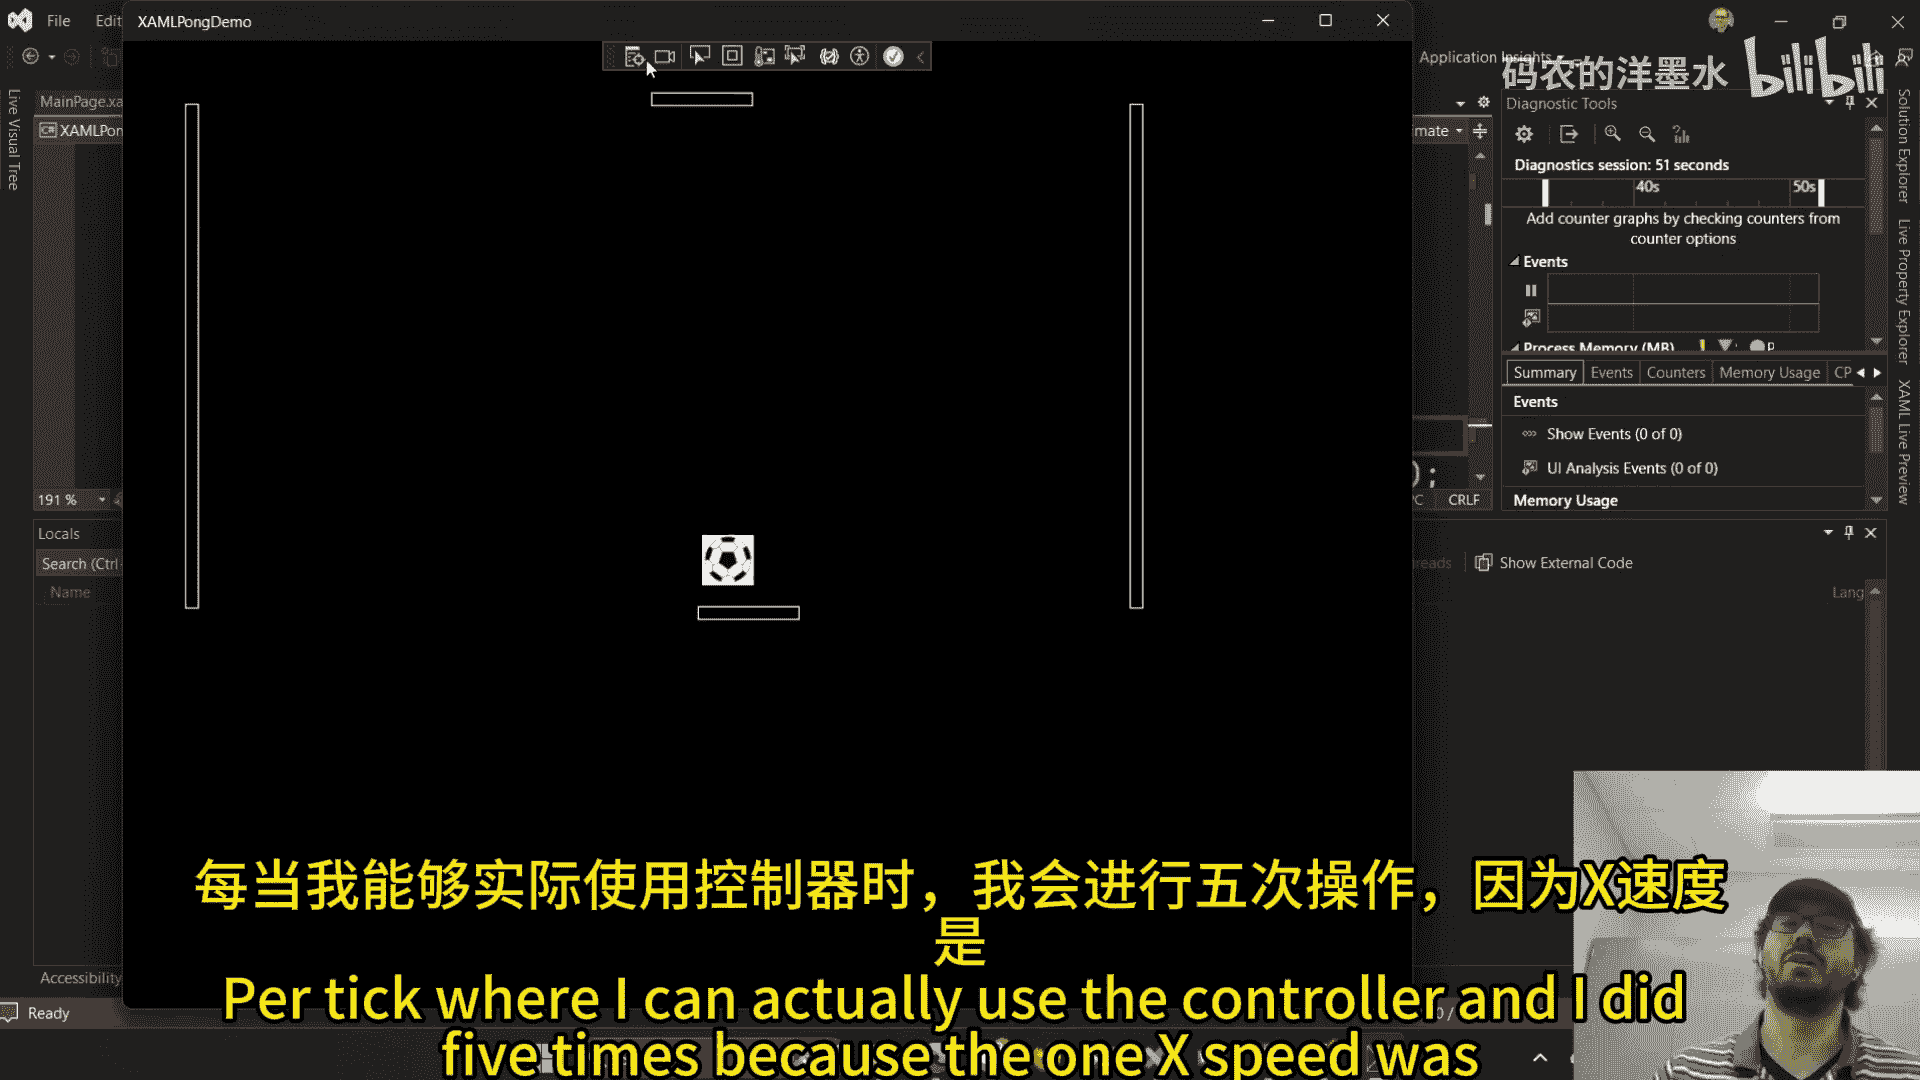 File
Edit
XAMLPongDemo
Application Insights
码农的洋墨水 bilibili
MainPage.xa
Diagnostic Tools
XAMLPon
mate
Live Visual Tree
Solution Explorer
Live Property Explorer
XAML Live Preview
Diagnostics session: 51 seconds
40s
50s
Add counter graphs by checking counters from
counter options
Events
Process Memory (MB)
Summary
Events
Counters
Memory Usage
CP
Events
Show Events (0 of 0)
UI Analysis Events (0 of 0)
Memory Usage
);
191 %
PC
CRLF
Locals
Search (Ctrl
Name
reads
Show External Code
Lang
每当我能够实际使用控制器时，我会进行五次操作，因为X速度
是
Per tick where I can actually use the controller and I did
five times because the one X speed was
Accessibility
Ready